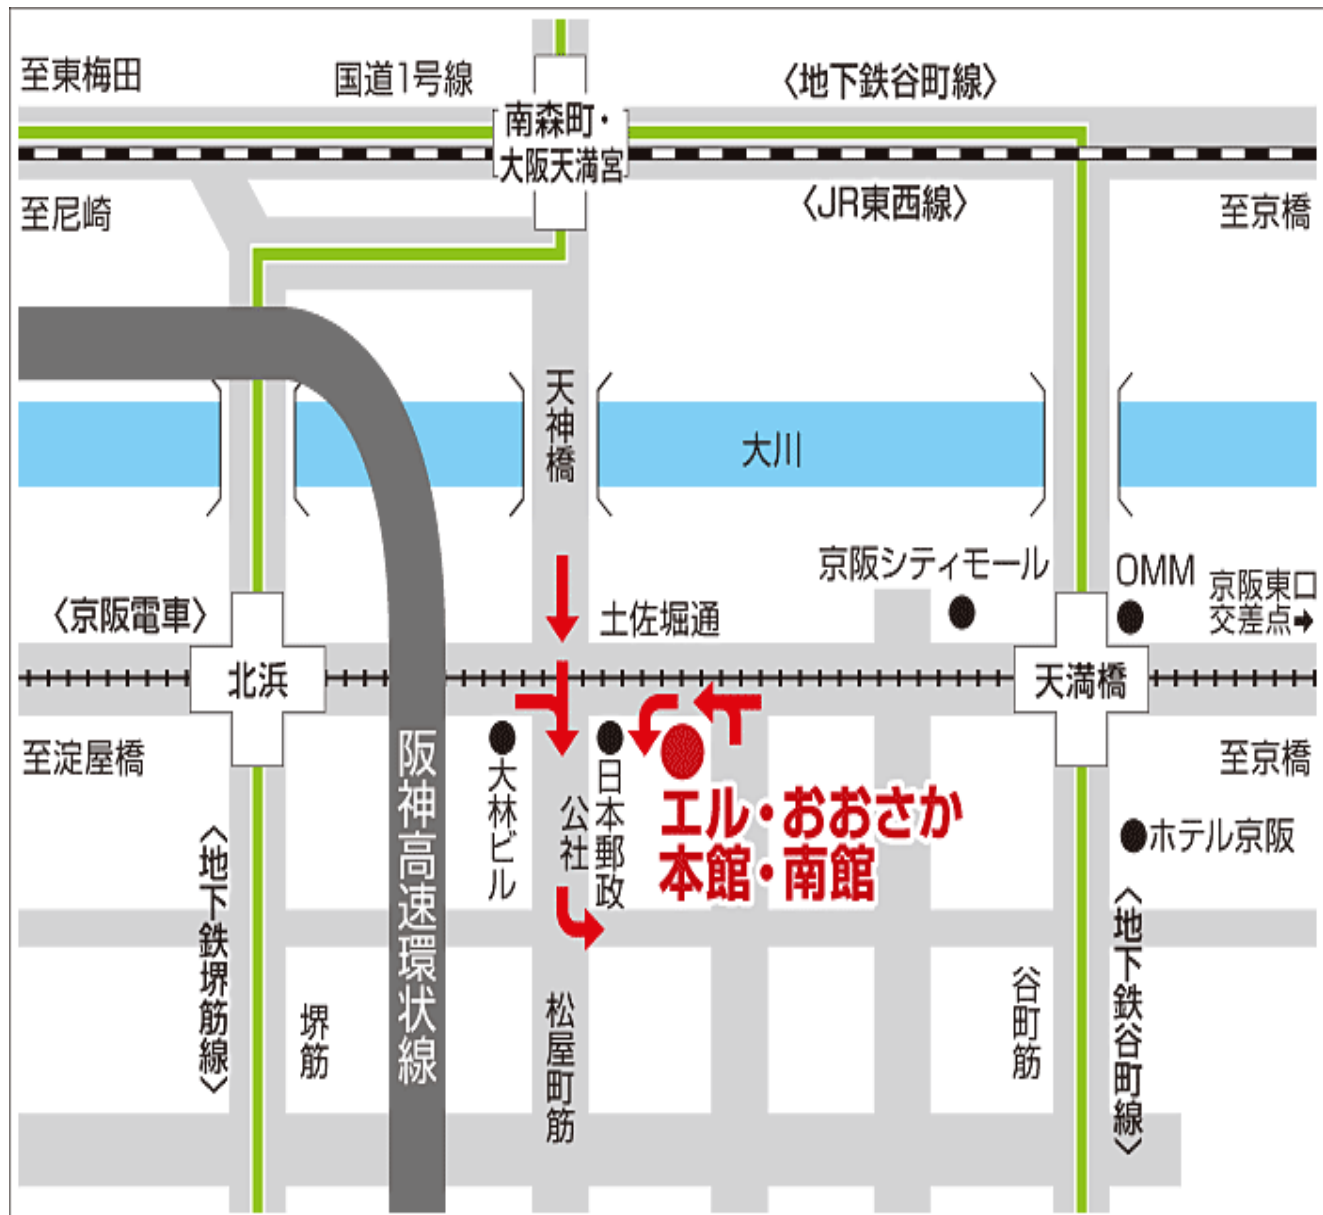 至東梅田
国道1号線
〈地下鉄谷町線〉
南森町・
大阪天満宮
至尼崎
〈JR東西線〉
至京橋
天神橋
大川
京阪シティモール
OMM
京阪東口
交差点➡
〈京阪電車〉
土佐堀通
北浜
天満橋
至淀屋橋
阪神高速環状線
大林ビル
公社
日本郵政
エル・おおさか
本館・南館
至京橋
ホテル京阪
〈地下鉄堺筋線〉
堺筋
松屋町筋
谷町筋
〈地下鉄谷町線〉